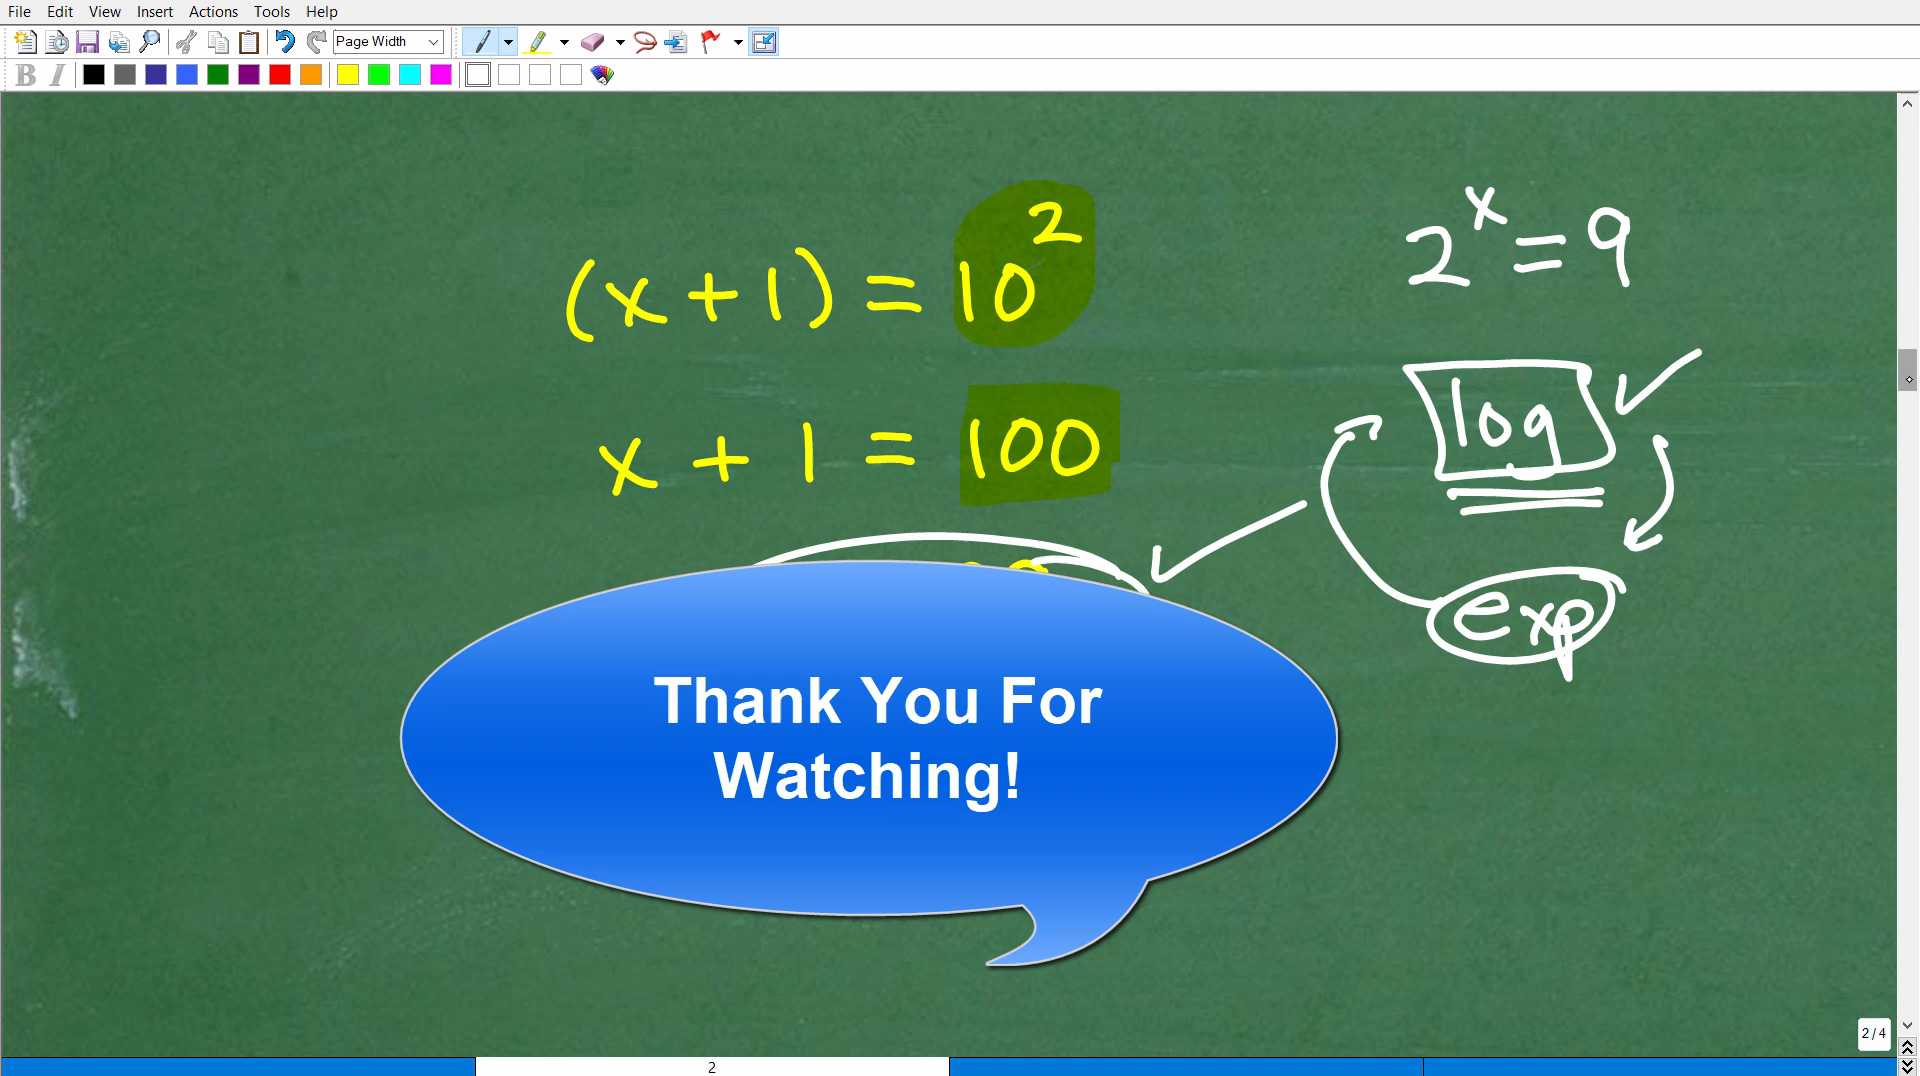 File Edit View Insert Actions Tools Help
Page Width
B I
(x + 1) = 10²
x + 1 = 100
2ˣ = 9
log
exp
Thank You For
Watching!
2 / 4
2